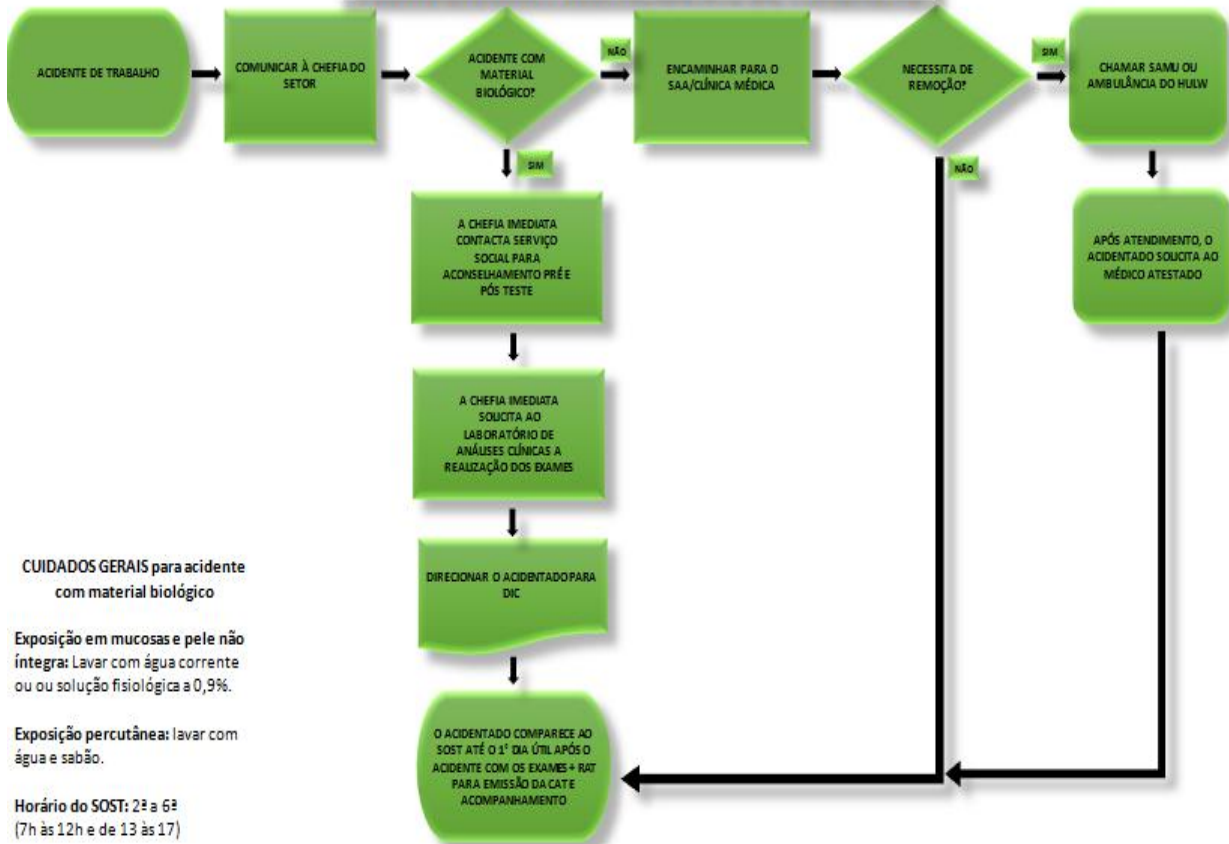 ACIDENTE DE TRABALHO
COMUNICAR À CHEFIA DO
SETOR
ACIDENTE COM
MATERIAL
BIOLÓGICO?
NÃO
ENCAMINHAR PARA O
SAA/CLÍNICA MÉDICA
NECESSITA DE
REMOÇÃO?
SIM
CHAMAR SAMU OU
AMBULÂNCIA DO HULW
SIM
NÃO
A CHEFIA IMEDIATA
CONTACTA SERVIÇO
SOCIAL PARA
ACONSELHAMENTO PRÉ E
PÓS TESTE
APÓS ATENDIMENTO, O
ACIDENTADO SOLICITA AO
MÉDICO ATESTADO
A CHEFIA IMEDIATA
SOLICITA AO
LABORATÓRIO DE
ANÁLISES CLÍNICAS A
REALIZAÇÃO DOS EXAMES
DIRECIONAR O ACIDENTADO PARA
DIC
O ACIDENTADO COMPARECE AO
SOST ATÉ O 1° DIA ÚTIL APÓS O
ACIDENTE COM OS EXAMES + RAT
PARA EMISSÃO DA CAT E
ACOMPANHAMENTO
CUIDADOS GERAIS para acidente
com material biológico
Exposição em mucosas e pele não
íntegra: Lavar com água corrente
ou ou solução fisiológica a 0,9%.
Exposição percutânea: lavar com
água e sabão.
Horário do SOST: 2ª a 6ª
(7h às 12h e de 13 às 17)